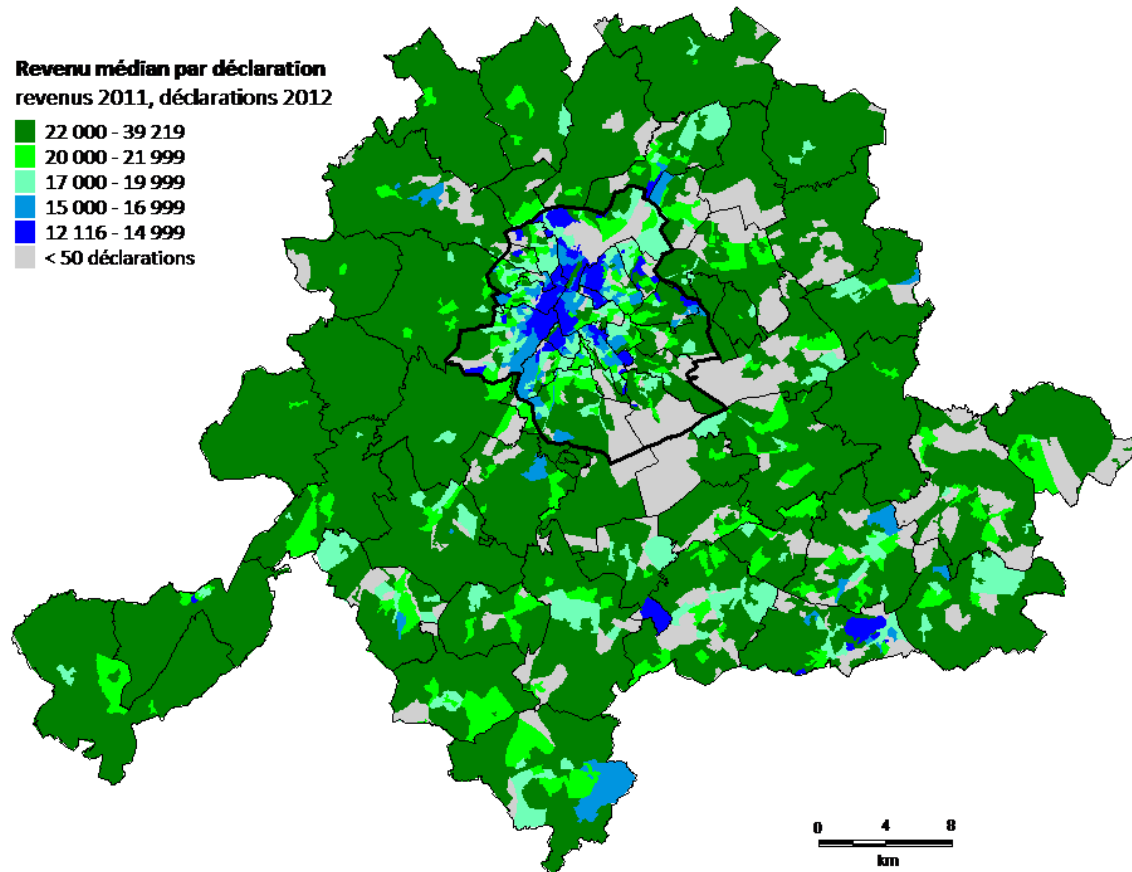 Revenu médian par déclaration
revenus 2011, déclarations 2012
22 000 - 39 219
20 000 - 21 999
17 000 - 19 999
15 000 - 16 999
12 116 - 14 999
< 50 déclarations
0 4 8
km